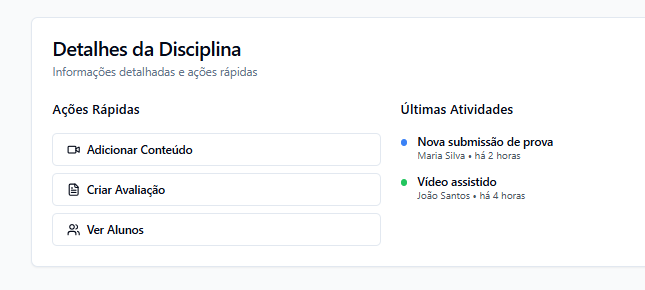 Detalhes da Disciplina
Informações detalhadas e ações rápidas
Ações Rápidas
Adicionar Conteúdo
Criar Avaliação
Ver Alunos
Últimas Atividades
Nova submissão de prova
Maria Silva • há 2 horas
Vídeo assistido
João Santos • há 4 horas